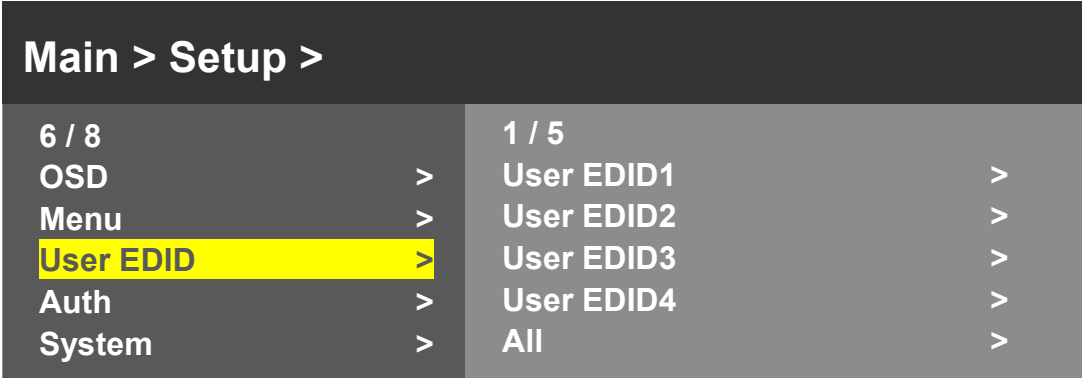 Main > Setup >
6 / 8
OSD >
Menu >
User EDID >
Auth >
System >
1 / 5
User EDID1 >
User EDID2 >
User EDID3 >
User EDID4 >
All >